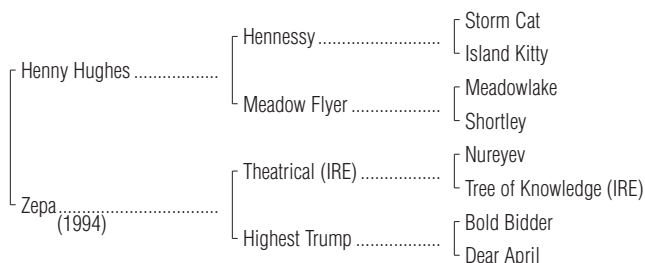 Storm Cat
Hennessy
Island Kitty
Henny Hughes
Meadowlake
Meadow Flyer
Shortley
Nureyev
Theatrical (IRE)
Tree of Knowledge (IRE)
Zepa
(1994)
Bold Bidder
Highest Trump
Dear April